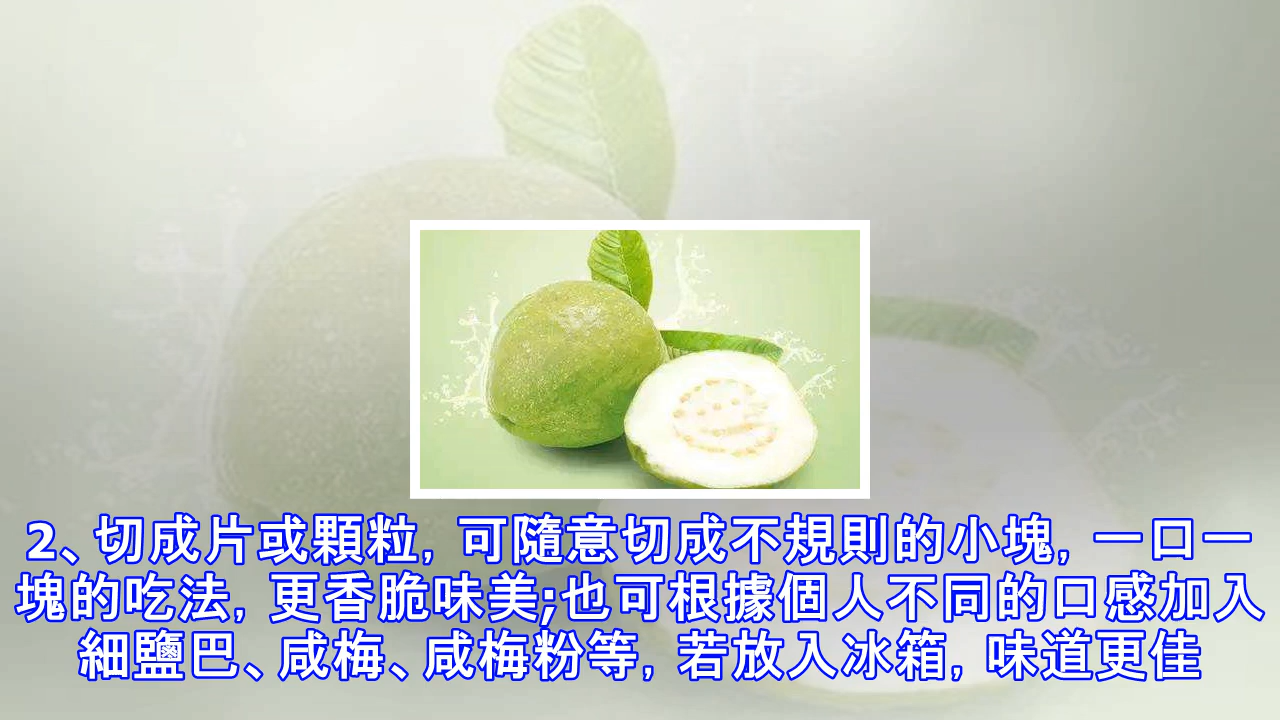 2、切成片或顆粒, 可隨意切成不規則的小塊, 一口一
塊的吃法, 更香脆味美;也可根據個人不同的口感加入
細鹽巴、咸梅、咸梅粉等, 若放入冰箱, 味道更佳